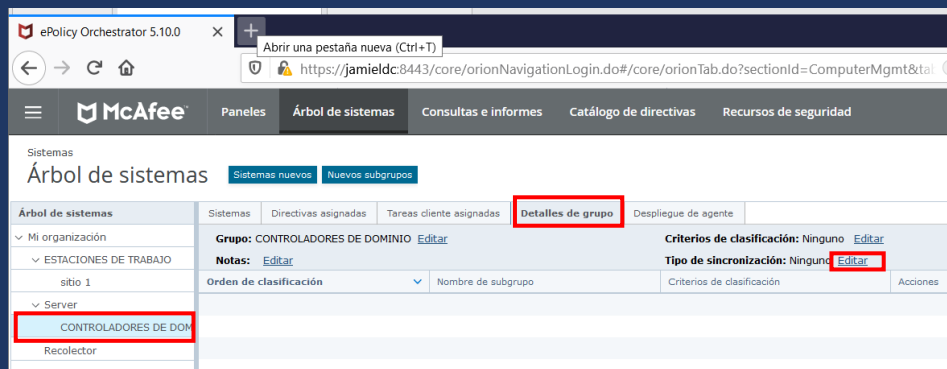 ePolicy Orchestrator 5.10.0
Abrir una pestaña nueva (Ctrl+T)
https://jamieldc:8443/core/orionNavigationLogin.do#/core/orionTab.do?sectionId=ComputerMgmt&tab
McAfee Paneles Árbol de sistemas Consultas e informes Catálogo de directivas Recursos de seguridad
Sistemas
Árbol de sistemas Sistemas nuevos Nuevos subgrupos
Árbol de sistemas Sistemas Directivas asignadas Tareas cliente asignadas Detalles de grupo Despliegue de agente
Mi organización Grupo: CONTROLADORES DE DOMINIO Editar Criterios de clasificación: Ninguno Editar
ESTACIONES DE TRABAJO Notas: Editar Tipo de sincronización: Ninguno Editar
sitio 1 Orden de clasificación Nombre de subgrupo Criterios de clasificación Acciones
Server
CONTROLADORES DE DOM
Recolector